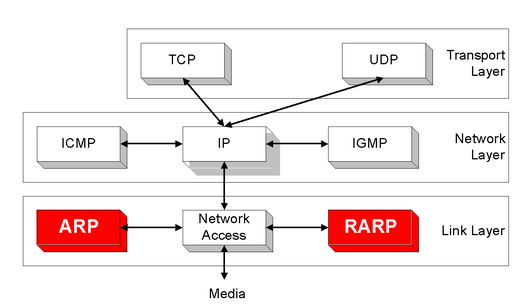 TCP
UDP
Transport
Layer
ICMP
IP
IGMP
Network
Layer
ARP
Network
Access
RARP
Link Layer
Media